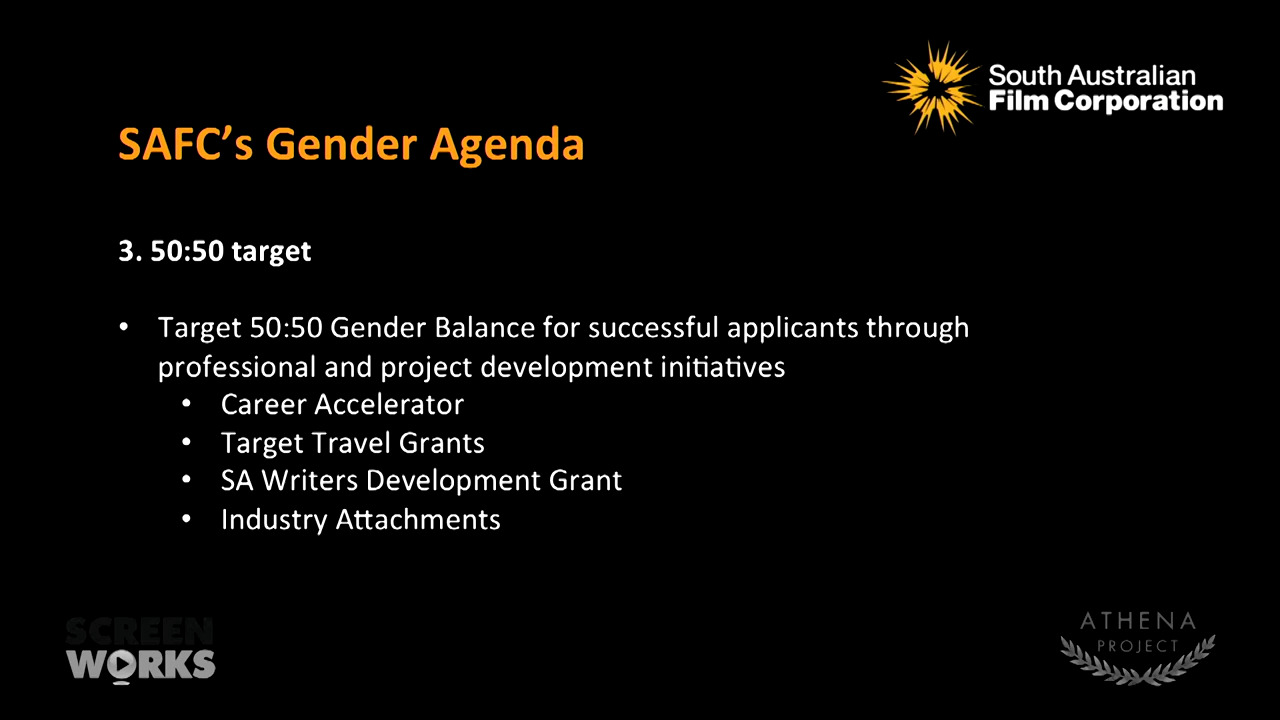 South Australian
Film Corporation
SAFC’s Gender Agenda
3. 50:50 target
• Target 50:50 Gender Balance for successful applicants through
professional and project development initiatives
• Career Accelerator
• Target Travel Grants
• SA Writers Development Grant
• Industry Attachments
SCREEN
WORKS
ATHENA
PROJECT